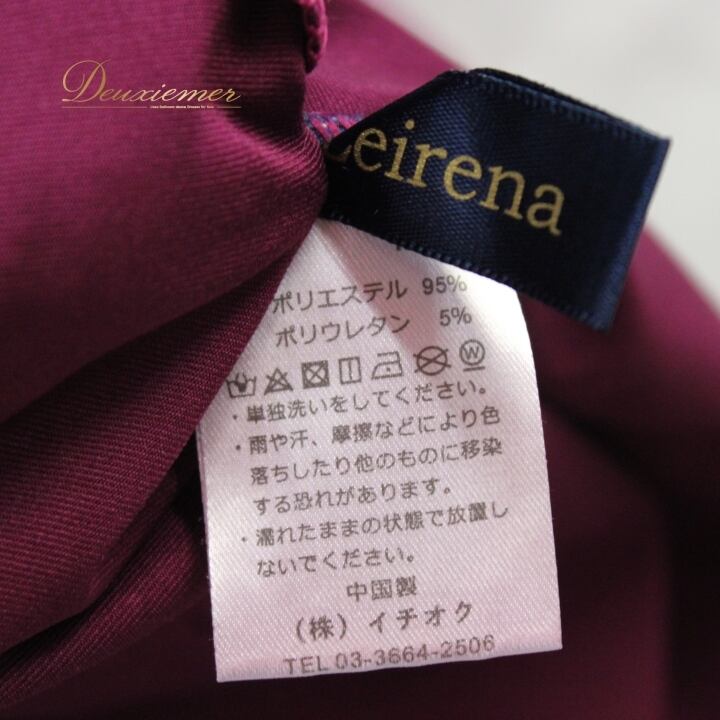 Deuxiemer
Leirena
ポリエステル 95%
ポリウレタン 5%
・単独洗いをしてください。
・雨や汗、摩擦などにより色
落ちしたり他のものに移染
する恐れがあります。
・濡れたままの状態で放置し
ないでください。
中国製
(株) イチオク
TEL 03-3664-2506